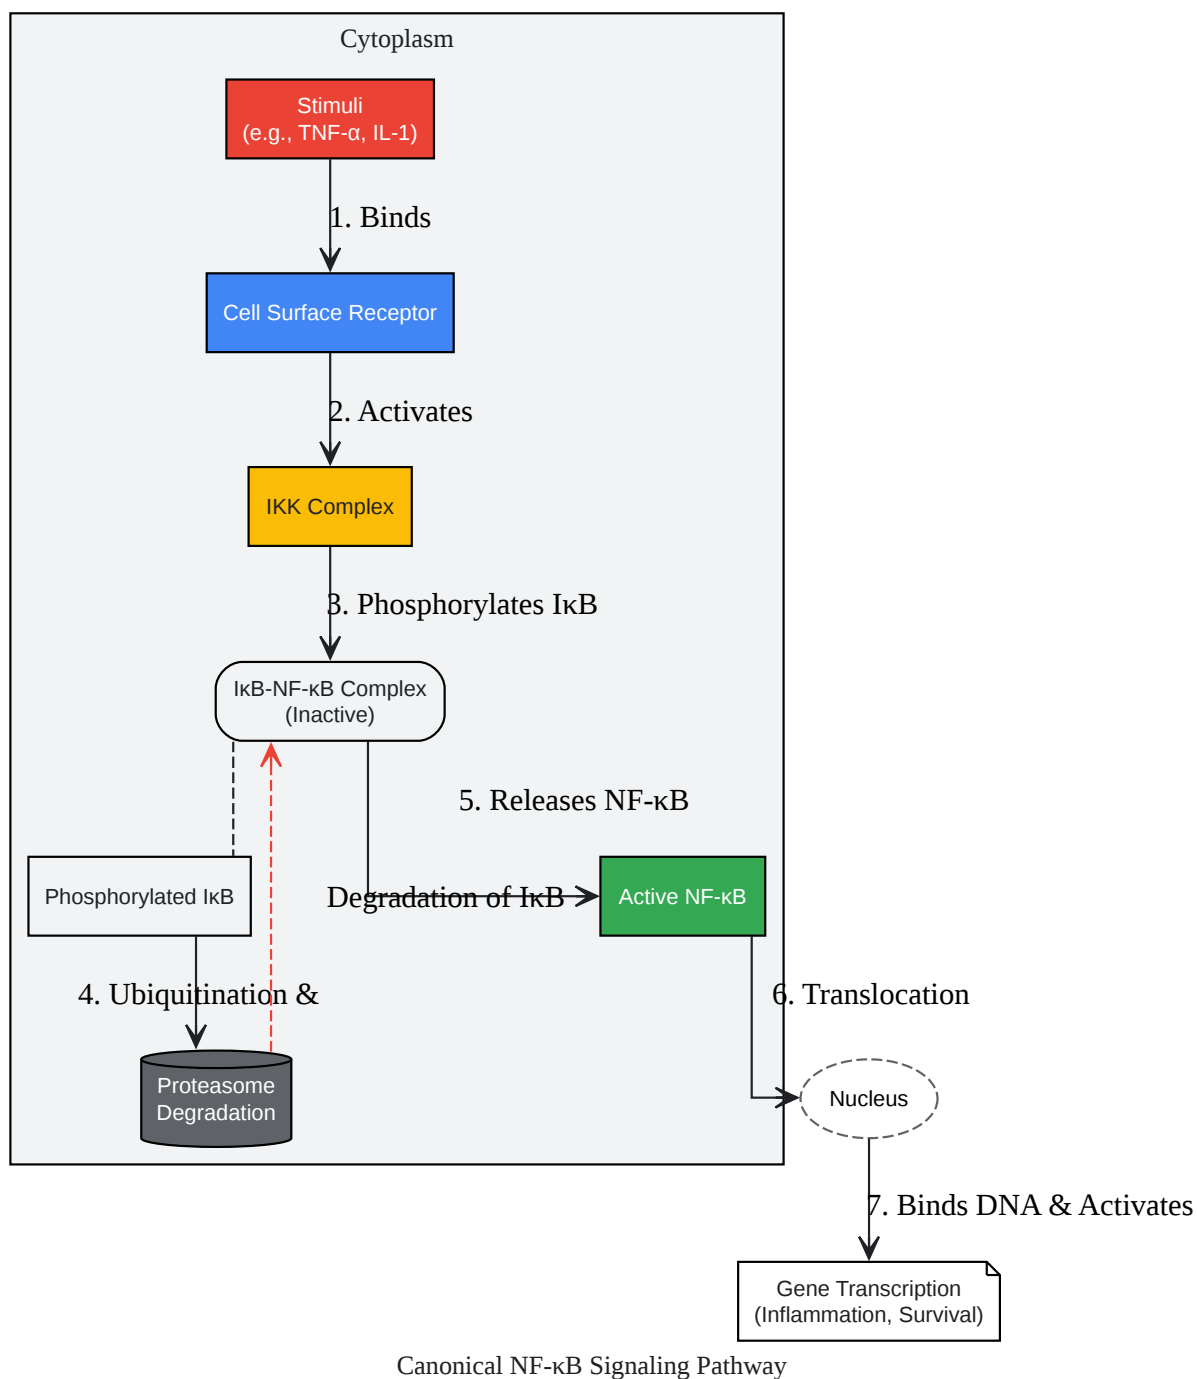 Cytoplasm
Stimuli
(e.g., TNF-α, IL-1)
1. Binds
Cell Surface Receptor
2. Activates
IKK Complex
3. Phosphorylates IκB
IκB-NF-κB Complex
(Inactive)
5. Releases NF-κB
Phosphorylated IκB
Degradation of IκB
Active NF-κB
4. Ubiquitination &
6. Translocation
Proteasome
Degradation
Nucleus
7. Binds DNA & Activates
Gene Transcription
(Inflammation, Survival)
Canonical NF-κB Signaling Pathway